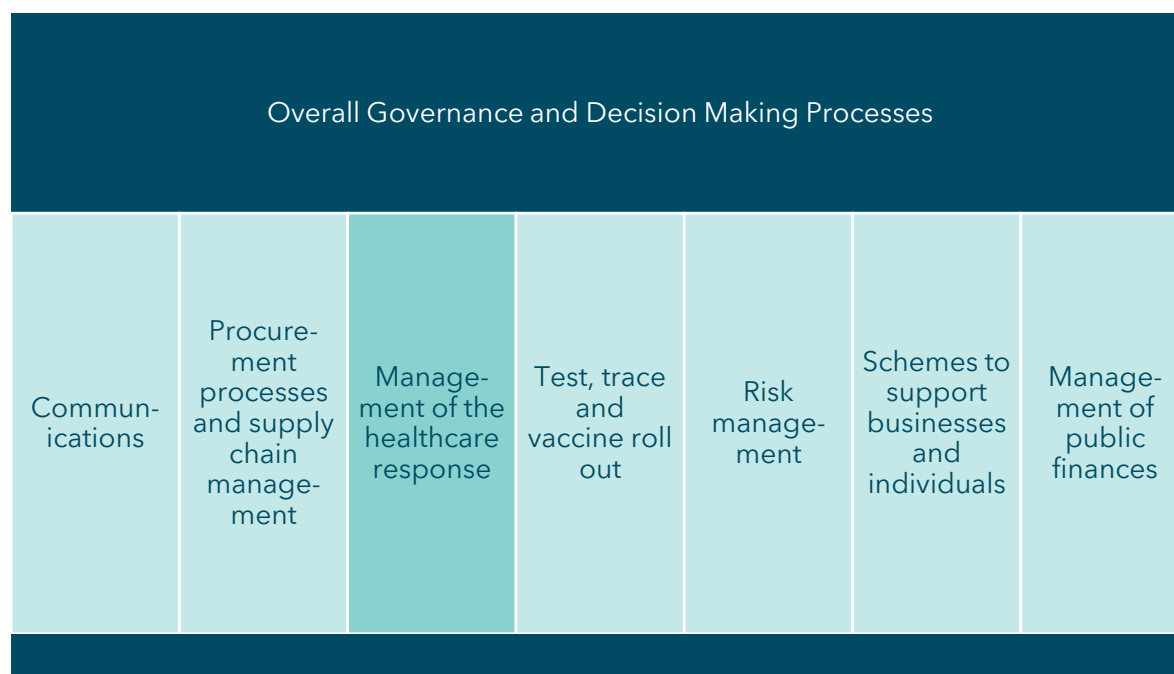 Overall Governance and Decision Making Processes
Commun-
ications
Procure-
ment
processes
and supply
chain
manage-
ment
Manage-
ment of the
healthcare
response
Test, trace
and
vaccine roll
out
Risk
manage-
ment
Schemes to
support
businesses
and
individuals
Manage-
ment of
public
finances